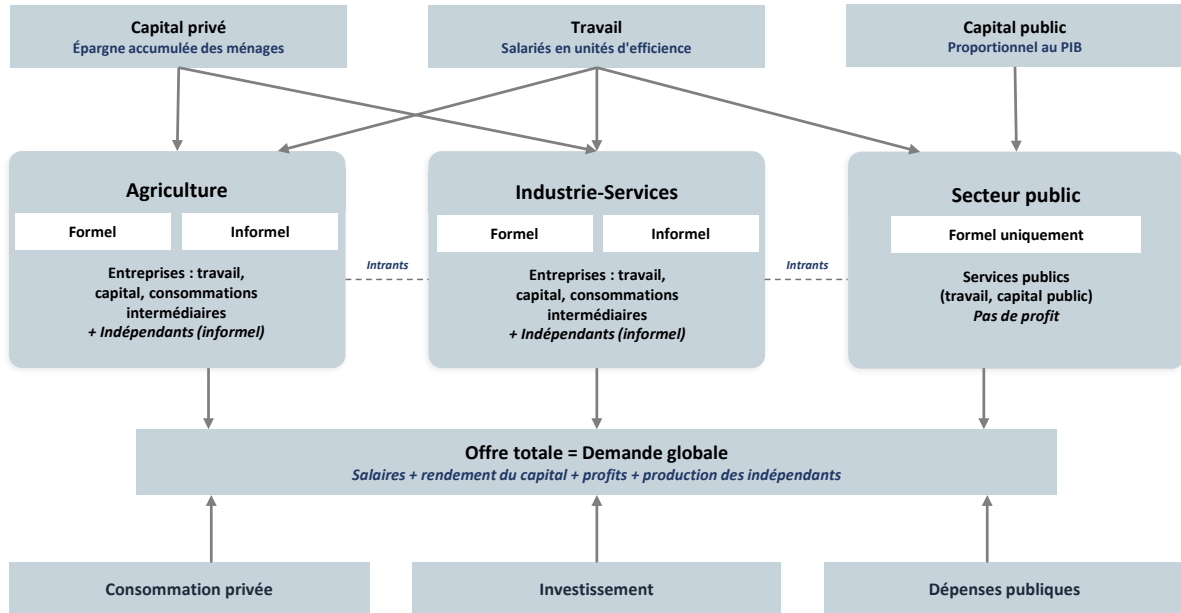 Capital privé
Épargne accumulée des ménages
Travail
Salariés en unités d'efficience
Capital public
Proportionnel au PIB
Agriculture
Formel
Informel
Entreprises : travail,
capital, consommations
intermédiaires
+ Indépendants (informel)
Intrants
Industrie-Services
Formel
Informel
Entreprises : travail,
capital, consommations
intermédiaires
+ Indépendants (informel)
Intrants
Secteur public
Formel uniquement
Services publics
(travail, capital public)
Pas de profit
Offre totale = Demande globale
Salaires + rendement du capital + profits + production des indépendants
Consommation privée
Investissement
Dépenses publiques